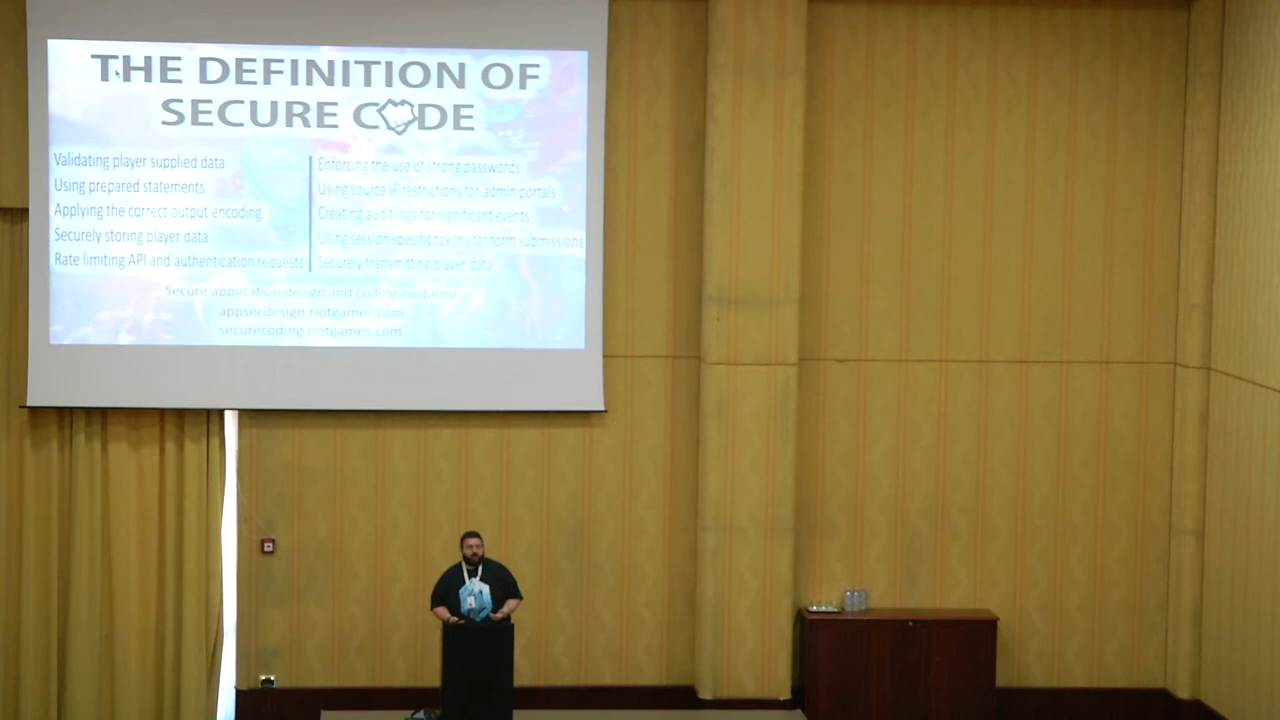 THE DEFINITION OF
SECURE CODE
Validating player supplied data
Using prepared statements
Applying the correct output encoding
Securely storing player data
Rate limiting API and authentication requests
Enforcing the use of strong passwords
Using source IP restrictions for admin portals
Creating audit logs for significant events
Using session specific tokens for form submissions
Securely transmitting player data
Secure application design and coding guidance
appsecdesign.riotgames.com
securecoding.riotgames.com